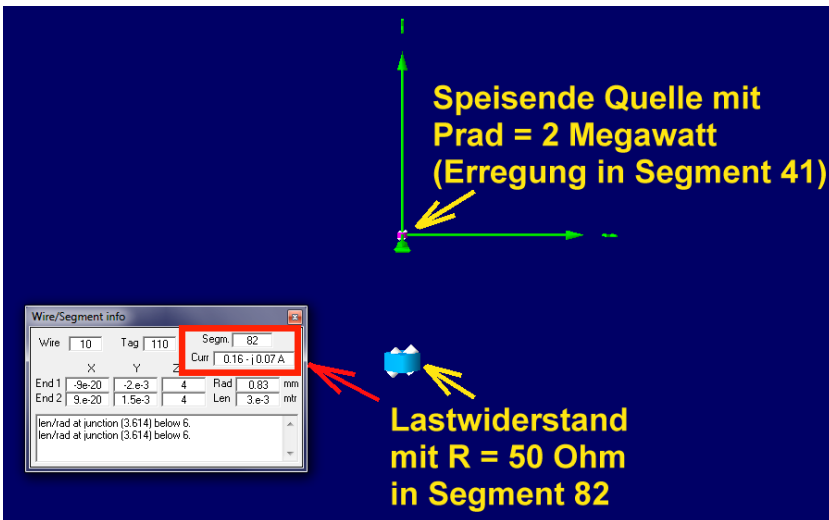 Speisende Quelle mit
Prad = 2 Megawatt
(Erregung in Segment 41)
Wire/Segment info
Wire 10 Tag 110 Segm. 82
Curr 0.16 - j 0.07 A
X Y Z
End 1 -9e-20 -2.e-3 4 Rad 0.83 mm
End 2 9.e-20 1.5e-3 4 Len 3.e-3 mtr
len/rad at junction (3.614) below 6.
len/rad at junction (3.614) below 6.
Lastwiderstand
mit R = 50 Ohm
in Segment 82